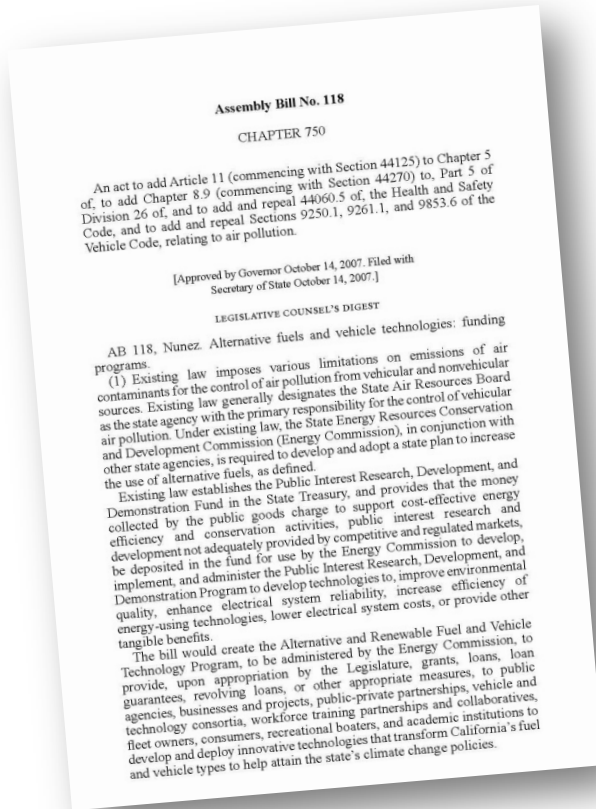 Assembly Bill No. 118
CHAPTER 750
An act to add Article 11 (commencing with Section 44125) to Chapter 5
of, to add Chapter 8.9 (commencing with Section 44270) to, Part 5 of
Division 26 of, and to add and repeal 44060.5 of, the Health and Safety
Code, and to add and repeal Sections 9250.1, 9261.1, and 9853.6 of the
Vehicle Code, relating to air pollution.
[Approved by Governor October 14, 2007. Filed with
Secretary of State October 14, 2007.]
LEGISLATIVE COUNSEL'S DIGEST
AB 118, Nunez. Alternative fuels and vehicle technologies: funding
programs.
(1) Existing law imposes various limitations on emissions of air
contaminants for the control of air pollution from vehicular and nonvehicular
sources. Existing law generally designates the State Air Resources Board
as the state agency with the primary responsibility for the control of vehicular
air pollution. Under existing law, the State Energy Resources Conservation
and Development Commission (Energy Commission), in conjunction with
other state agencies, is required to develop and adopt a state plan to increase
the use of alternative fuels, as defined.
Existing law establishes the Public Interest Research, Development, and
Demonstration Fund in the State Treasury, and provides that the money
collected by the public goods charge to support cost-effective energy
efficiency and conservation activities, public interest research and
development not adequately provided by competitive and regulated markets,
be deposited in the fund for use by the Energy Commission to develop,
implement, and administer the Public Interest Research, Development, and
Demonstration Program to develop technologies to, improve environmental
quality, enhance electrical system reliability, increase efficiency of
energy-using technologies, lower electrical system costs, or provide other
tangible benefits.
The bill would create the Alternative and Renewable Fuel and Vehicle
Technology Program, to be administered by the Energy Commission, to
provide, upon appropriation by the Legislature, grants, loans, loan
guarantees, revolving loans, or other appropriate measures, to public
agencies, businesses and projects, public-private partnerships, vehicle and
technology consortia, workforce training partnerships and collaboratives,
fleet owners, consumers, recreational boaters, and academic institutions to
develop and deploy innovative technologies that transform California's fuel
and vehicle types to help attain the state's climate change policies.